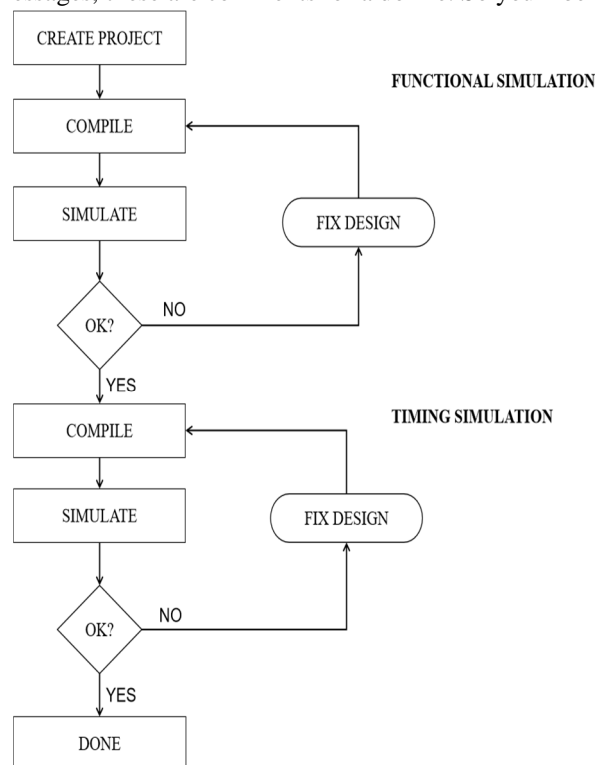 CREATE PROJECT
FUNCTIONAL SIMULATION
COMPILE
SIMULATE
FIX DESIGN
OK?
NO
YES
COMPILE
TIMING SIMULATION
SIMULATE
FIX DESIGN
OK?
NO
YES
DONE